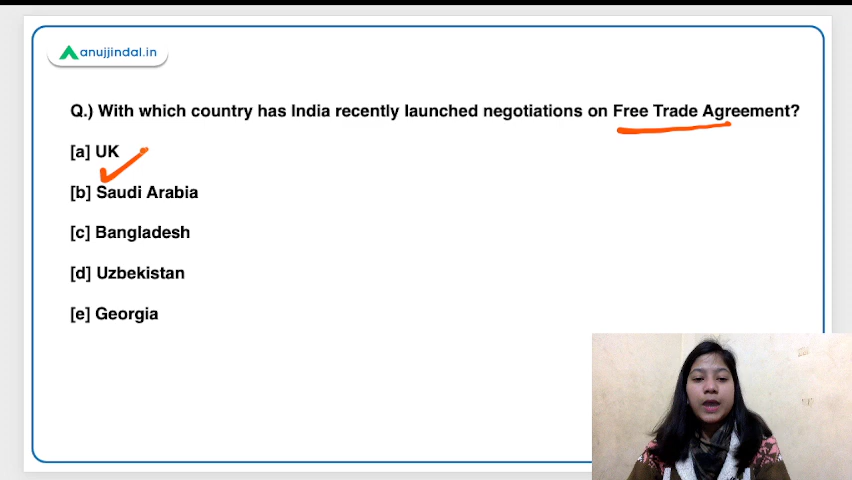 anujjindal.in
Q.) With which country has India recently launched negotiations on Free Trade Agreement?
[a] UK
[b] Saudi Arabia
[c] Bangladesh
[d] Uzbekistan
[e] Georgia